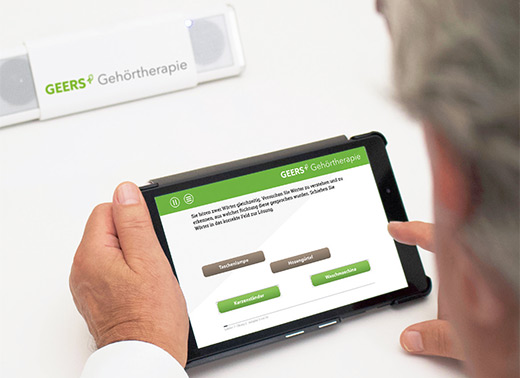 GEERS Gehörtherapie
GEERS Gehörtherapie
Sie hören zwei Wörter gleichzeitig. Versuchen Sie Wörter zu verstehen und zu
erkennen, aus welcher Richtung diese gesprochen wurden. Schieben Sie
Wörter in das korrekte Feld zur Lösung.
Taschenlampe
Hosengürtel
Kerzenständer
Waschmaschine